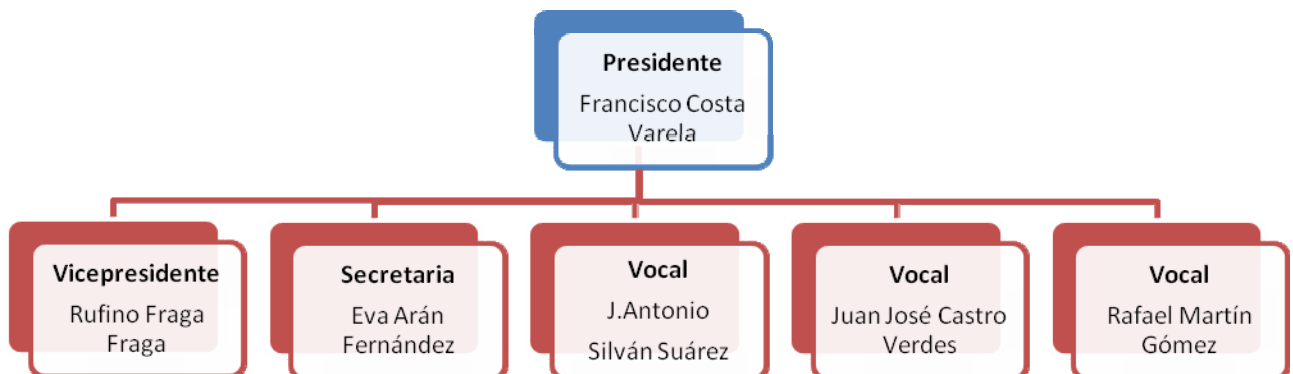 Presidente
Francisco Costa
Varela
Vicepresidente
Rufino Fraga
Fraga
Secretaria
Eva Arán
Fernández
Vocal
J.Antonio
Silván Suárez
Vocal
Juan José Castro
Verdes
Vocal
Rafael Martín
Gómez